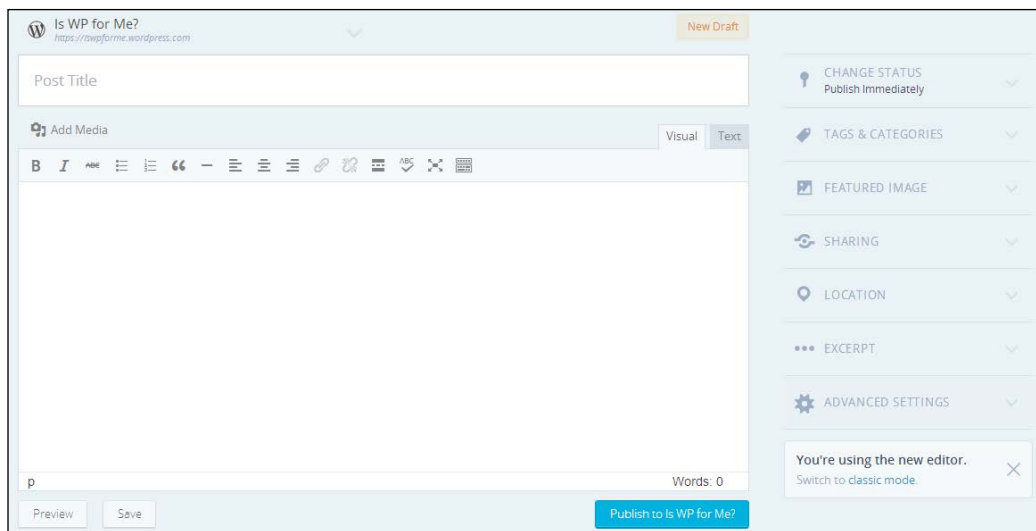 Is WP for Me?
https://iswpforme.wordpress.com
New Draft
Post Title
Add Media
Visual Text
B I ABC ABC
p Words: 0
Preview Save Publish to Is WP for Me?
CHANGE STATUS
Publish Immediately
TAGS & CATEGORIES
FEATURED IMAGE
SHARING
LOCATION
EXCERPT
ADVANCED SETTINGS
You're using the new editor.
Switch to classic mode.